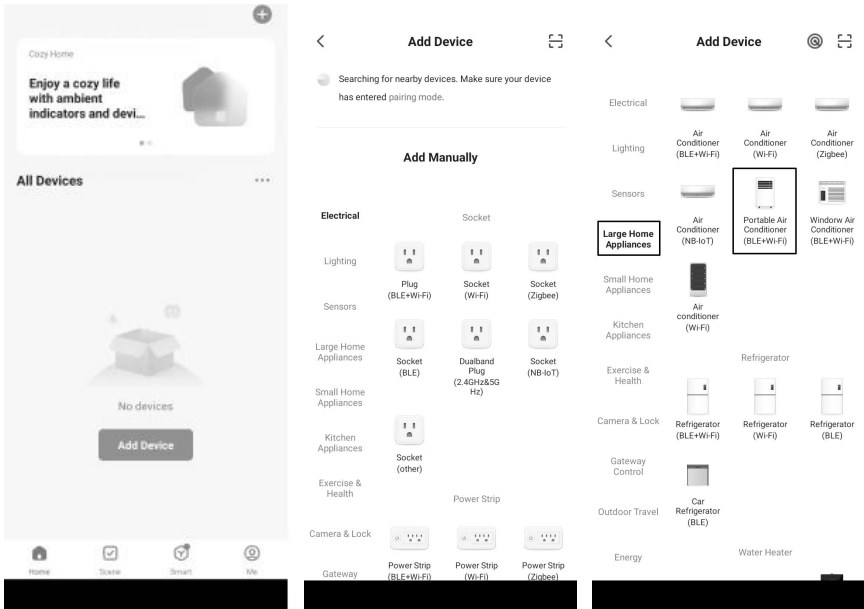 Cozy Home
Enjoy a cozy life
with ambient
indicators and devi...
All Devices
No devices
Add Device
Home
Scene
Smart
Me
Add Device
Searching for nearby devices. Make sure your device
has entered pairing mode.
Add Manually
Electrical
Lighting
Sensors
Large Home
Appliances
Small Home
Appliances
Kitchen
Appliances
Exercise &
Health
Camera & Lock
Gateway
Socket
Plug
(BLE+Wi-Fi)
Socket
(Wi-Fi)
Socket
(Zigbee)
Socket
(BLE)
Dualband
Plug
(2.4GHz&5G
Hz)
Socket
(NB-IoT)
Socket
(other)
Power Strip
Power Strip
(BLE+Wi-Fi)
Power Strip
(Wi-Fi)
Power Strip
(Zigbee)
Add Device
Electrical
Lighting
Sensors
Large Home
Appliances
Small Home
Appliances
Kitchen
Appliances
Exercise &
Health
Camera & Lock
Gateway
Control
Outdoor Travel
Energy
Air
Conditioner
(BLE+Wi-Fi)
Air
Conditioner
(Wi-Fi)
Air
Conditioner
(Zigbee)
Air
Conditioner
(NB-IoT)
Portable Air
Conditioner
(BLE+Wi-Fi)
Windorw Air
Conditioner
(BLE+Wi-Fi)
Air
conditioner
(Wi-Fi)
Refrigerator
Refrigerator
(BLE+Wi-Fi)
Refrigerator
(Wi-Fi)
Refrigerator
(BLE)
Car
Refrigerator
(BLE)
Water Heater